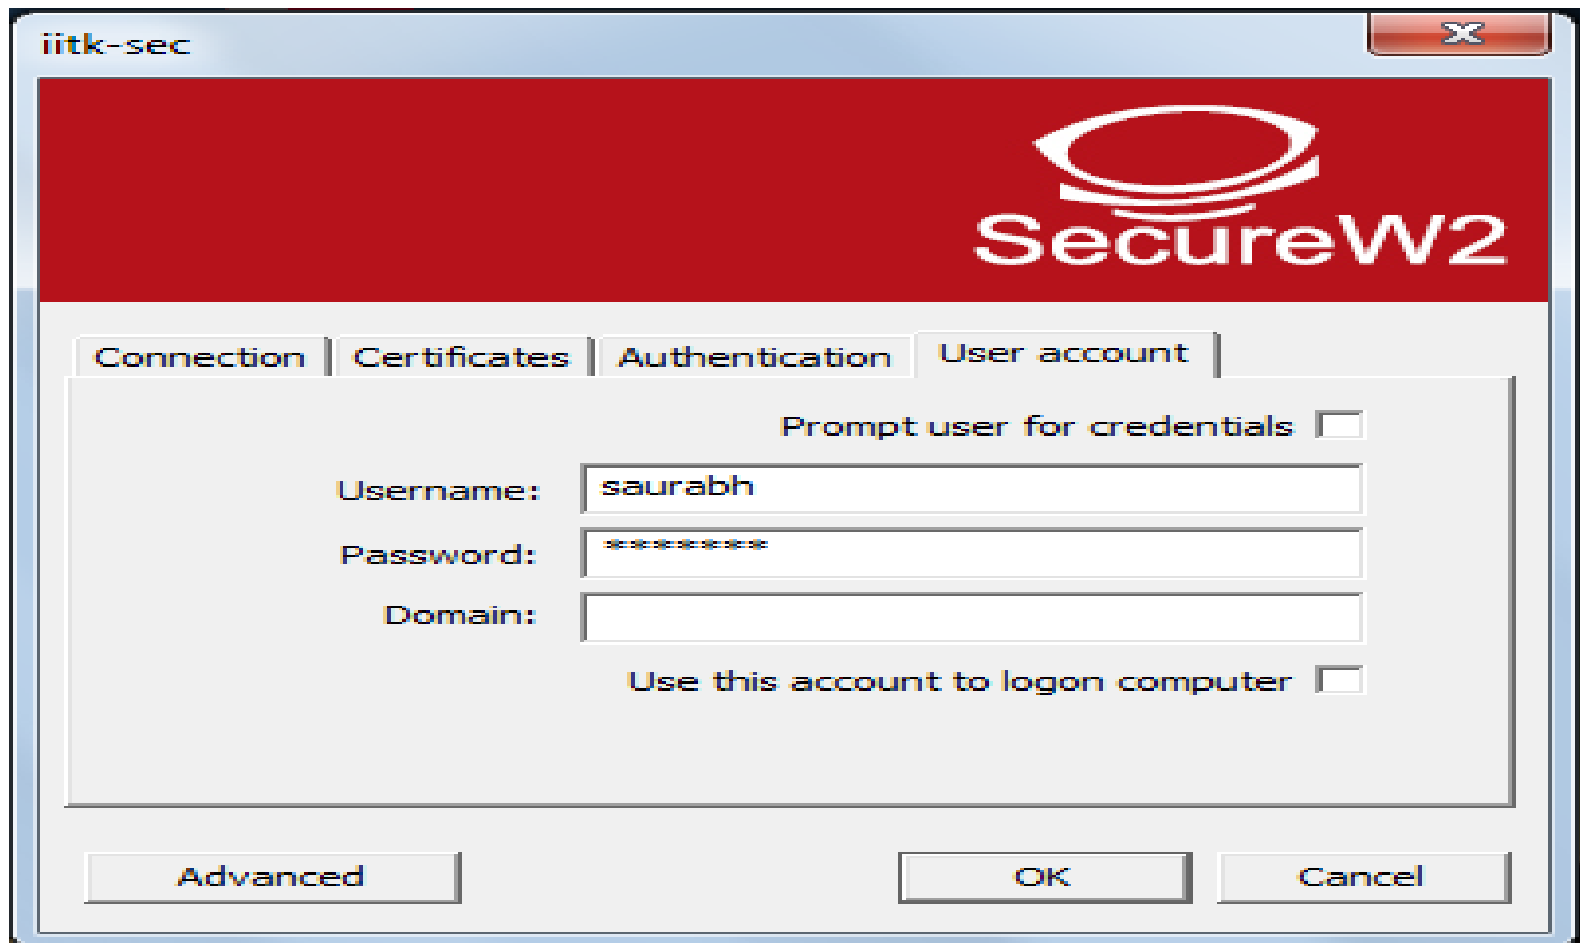 iitk-sec
SecureW2
Connection Certificates Authentication User account
Prompt user for credentials
Username: saurabh
Password: *******
Domain:
Use this account to logon computer
Advanced OK Cancel